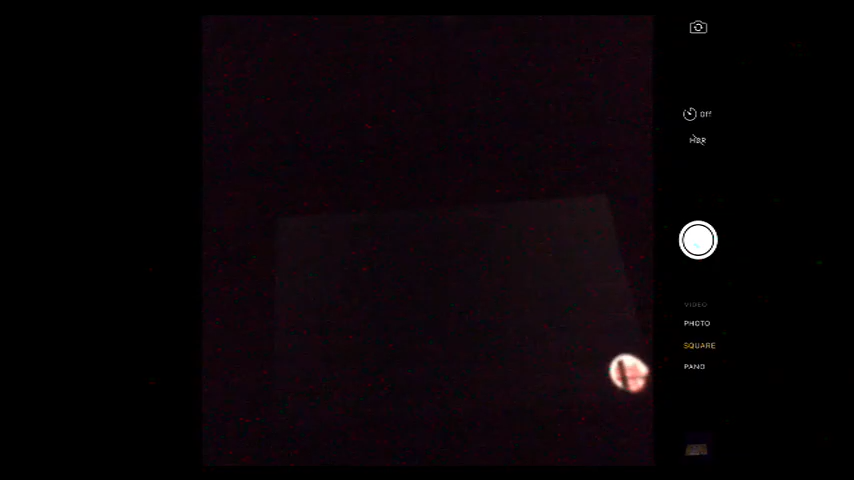 Off
HDR
VIDEO
PHOTO
SQUARE
PANO